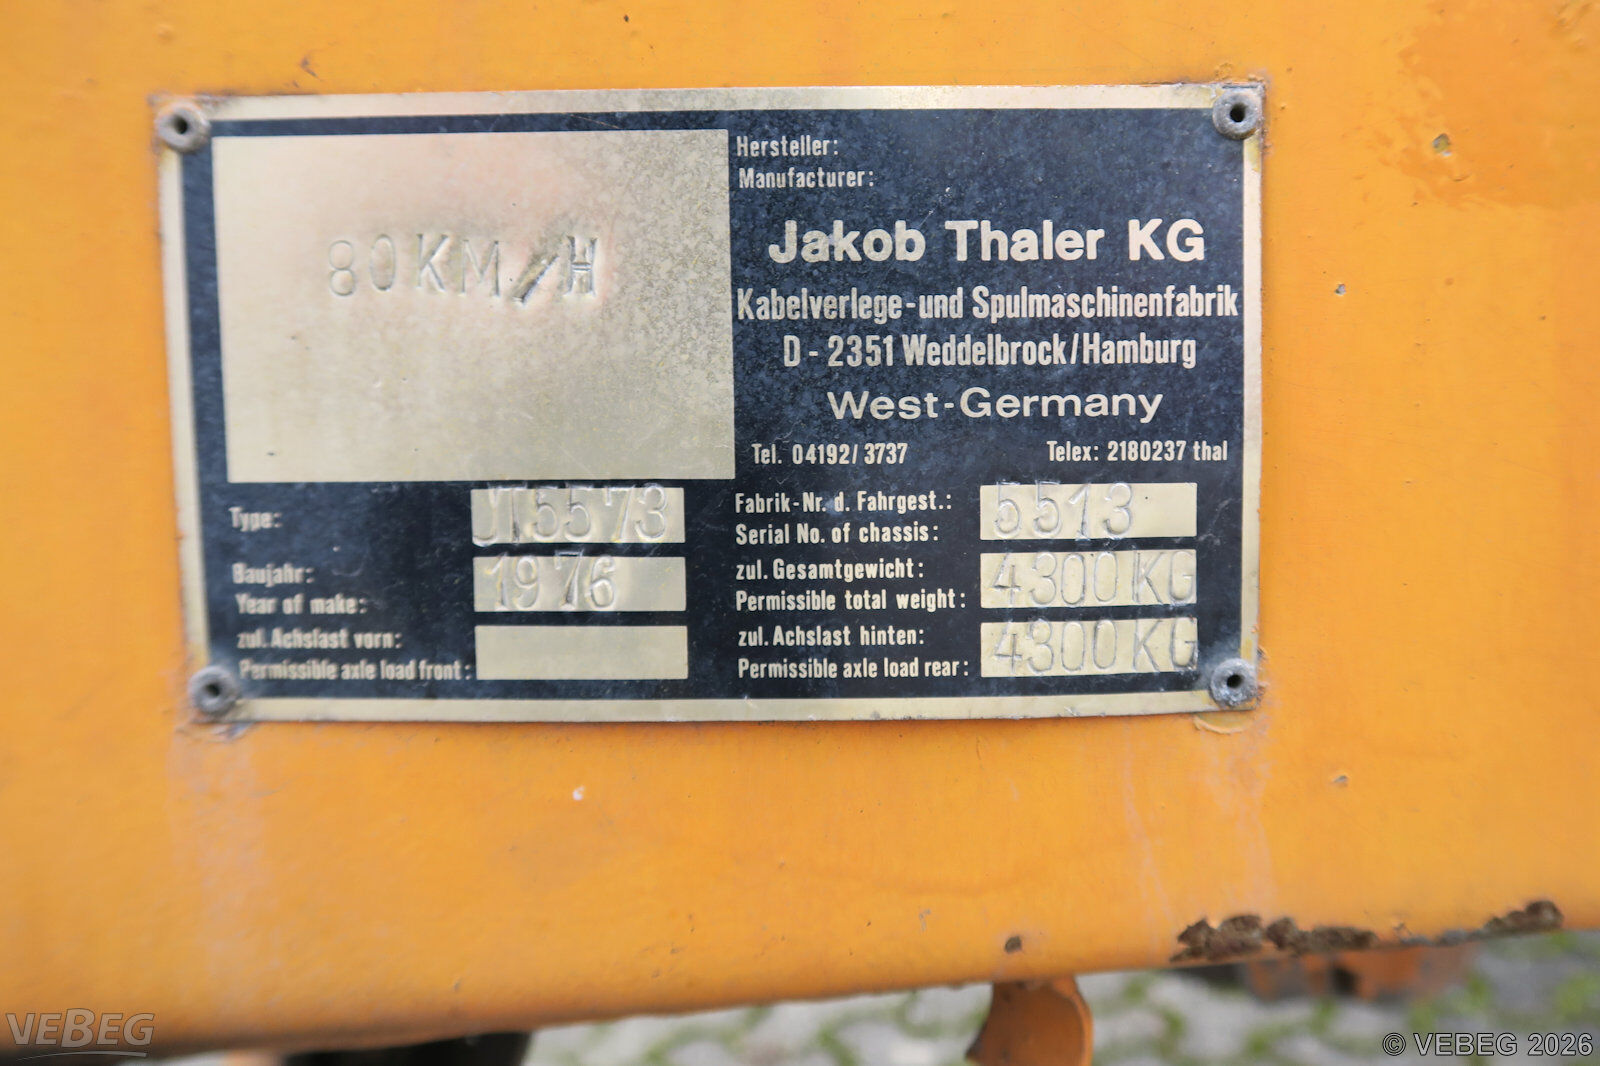 80 KM/H
Hersteller:
Manufacturer:
Jakob Thaler KG
Kabelverlege-und Spulmaschinenfabrik
D - 2351 Weddelbrock/Hamburg
West-Germany
Tel. 04192/ 3737 Telex: 2180237 thal
Type:
Baujahr: 1976
Year of make:
zul. Achslast vorn:
Permissible axle load front:
Fabrik-Nr. d. Fahrgest.: 5513
Serial No. of chassis:
zul. Gesamtgewicht: 4300 KG
Permissible total weight:
zul. Achslast hinten: 4300 KG
Permissible axle load rear:
VEBEG
© VEBEG 2026